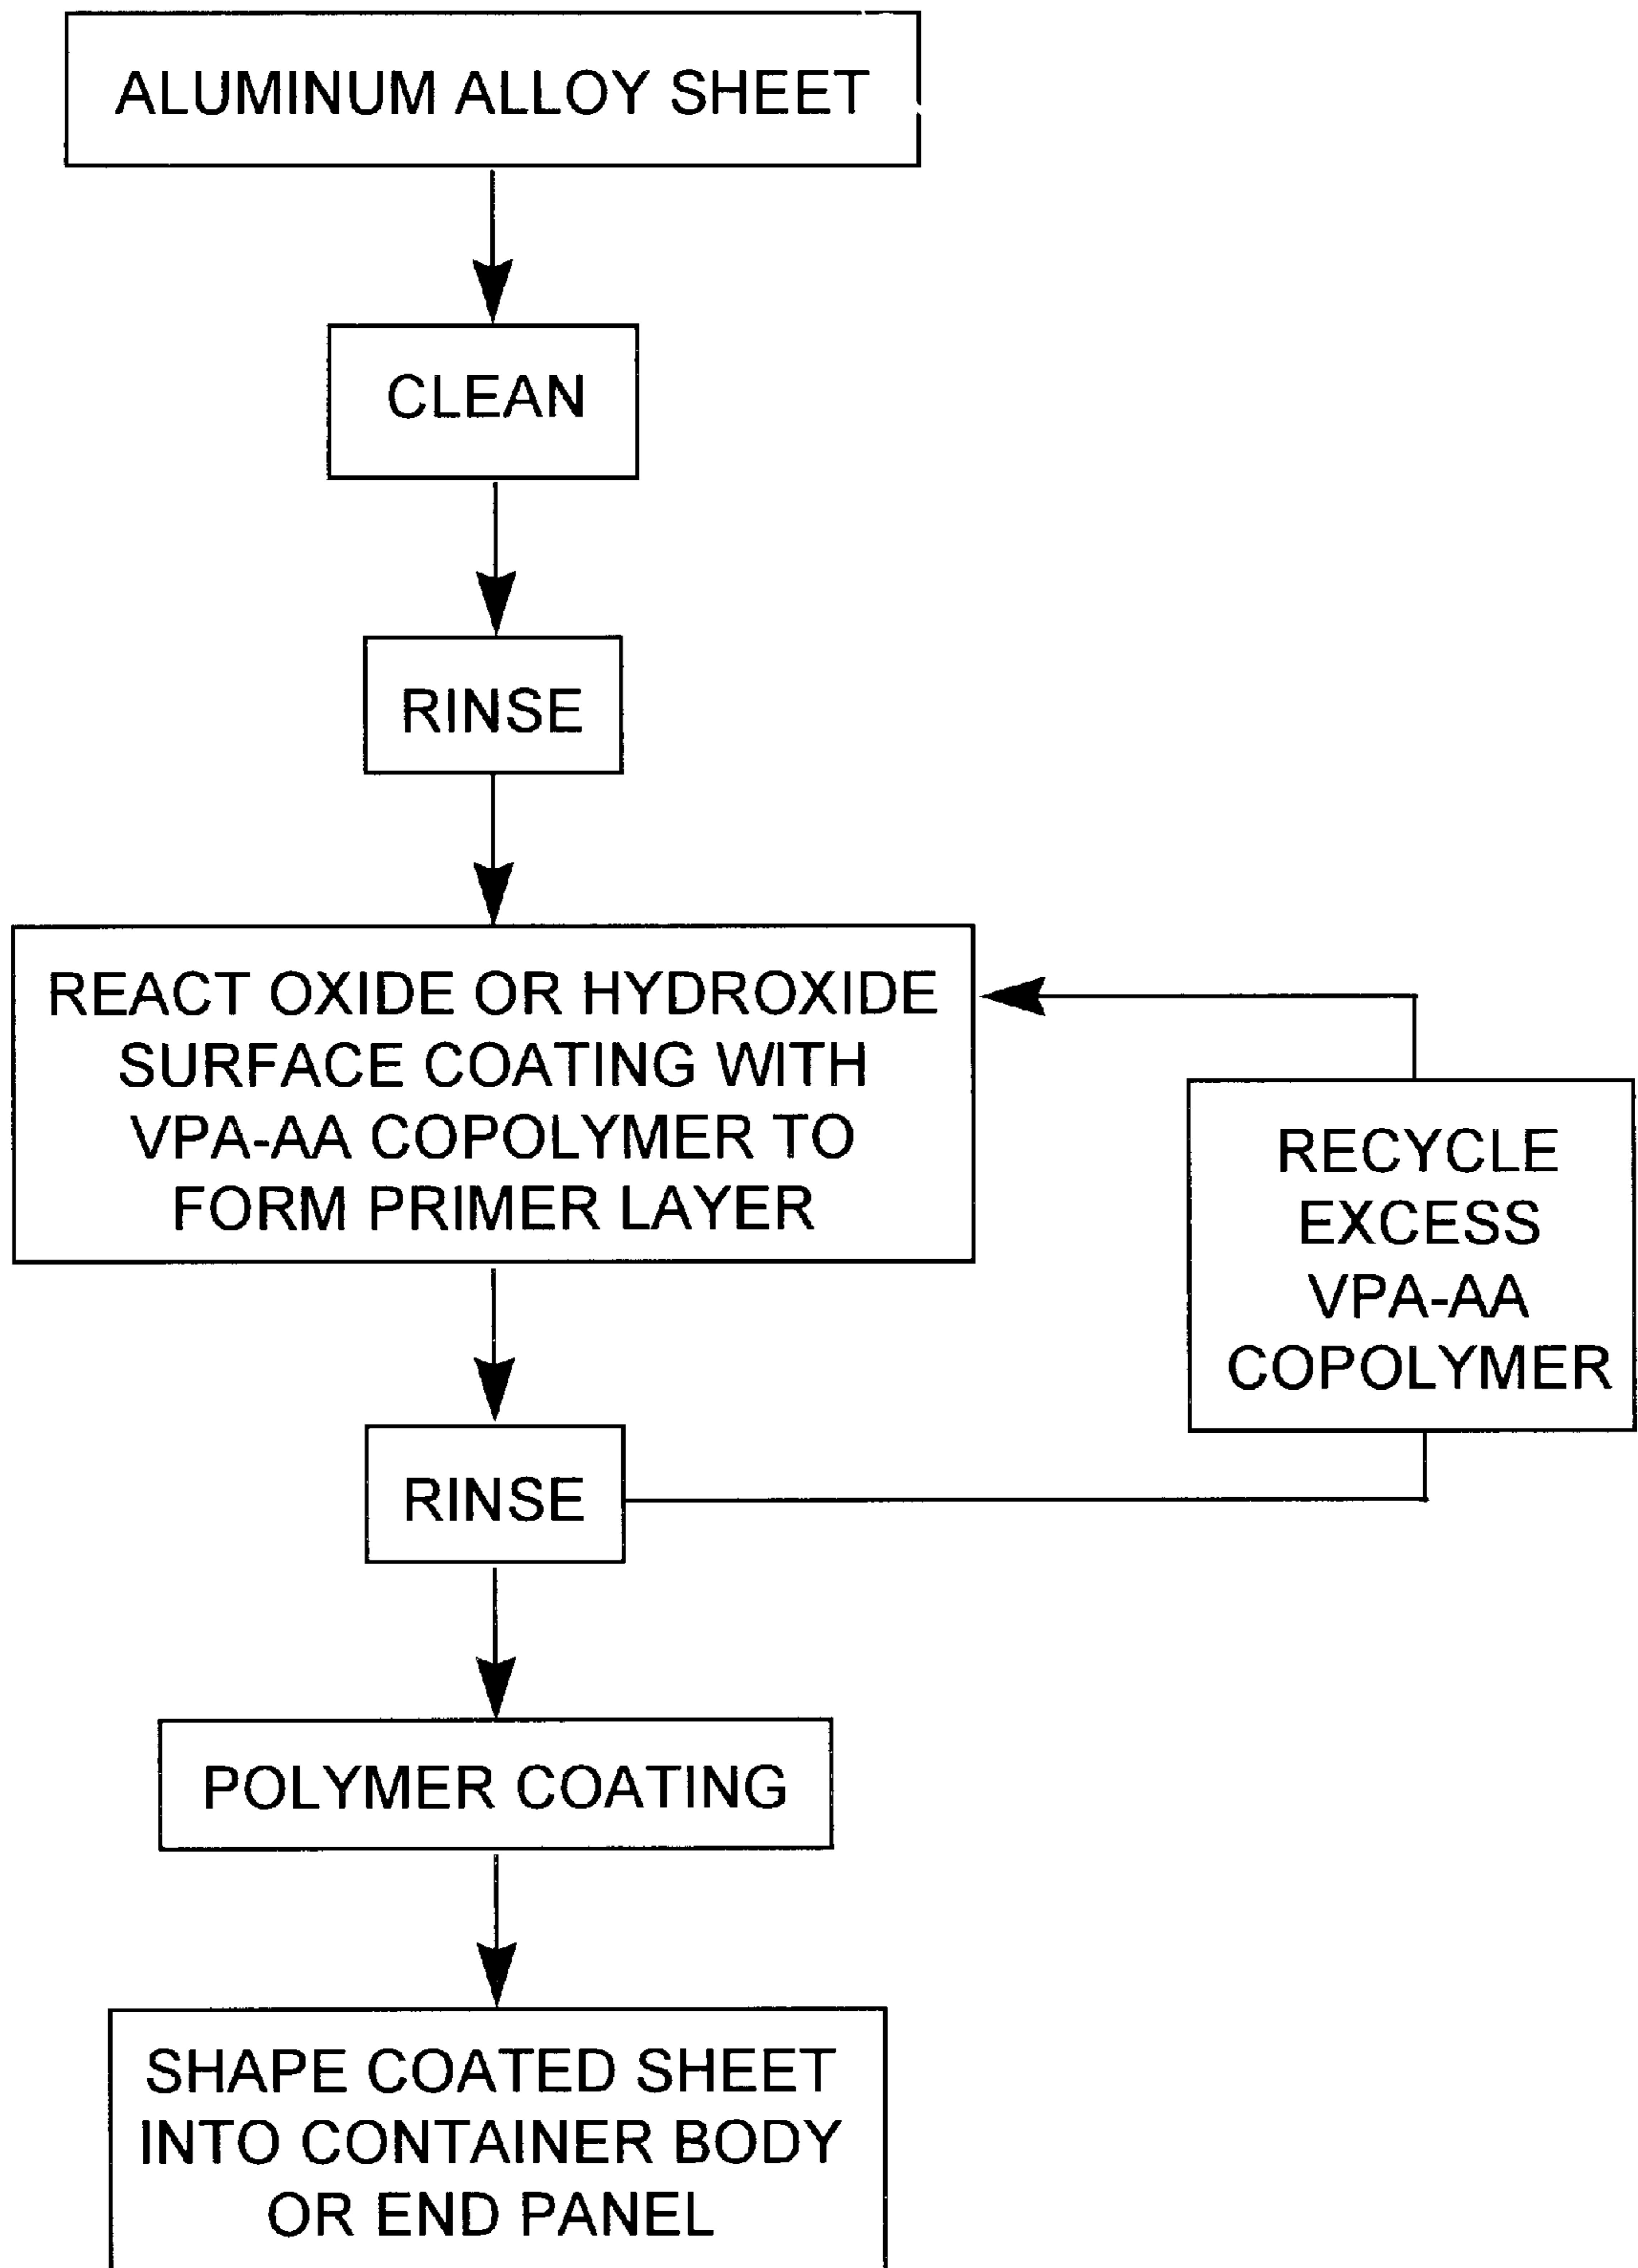 ALUMINUM ALLOY SHEET
CLEAN
RINSE
REACT OXIDE OR HYDROXIDE
SURFACE COATING WITH
VPA-AA COPOLYMER TO
FORM PRIMER LAYER
RECYCLE
EXCESS
VPA-AA
COPOLYMER
RINSE
POLYMER COATING
SHAPE COATED SHEET
INTO CONTAINER BODY
OR END PANEL